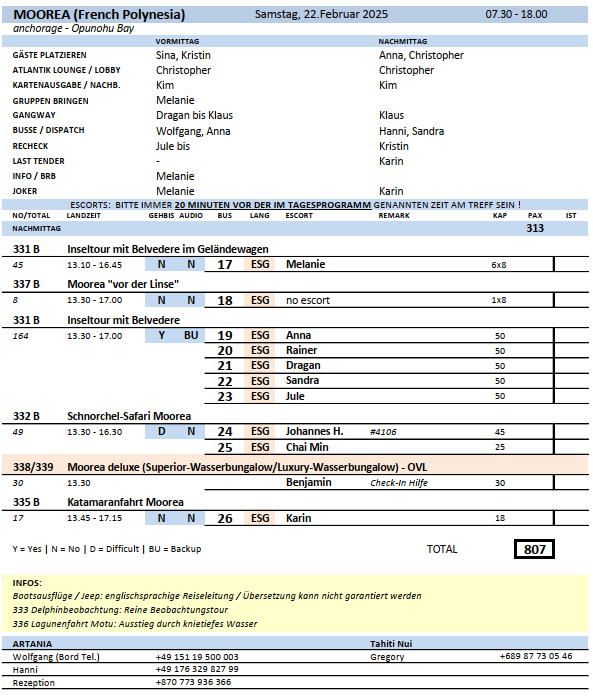 MOOREA (French Polynesia) Samstag, 22.Februar 2025 07.30 - 18.00
anchorage - Opunohu Bay
VORMITTAG NACHMITTAG
GÄSTE PLATZIEREN Sina, Kristin Anna, Christopher
ATLANTIK LOUNGE / LOBBY Christopher Christopher
KARTENAUSGABE / NACHB. Kim Kim
GRUPPEN BRINGEN Melanie
GANGWAY Dragan bis Klaus Klaus
BUSSE / DISPATCH Wolfgang, Anna Hanni, Sandra
RECHECK Jule bis Kristin
LAST TENDER - Karin
INFO / BRB Melanie
JOKER Melanie Karin
ESCORTS: BITTE IMMER 20 MINUTEN VOR DER IM TAGESPROGRAMM GENANNTEN ZEIT AM TREFF SEIN !
NO/TOTAL LANDZEIT GEHBIS AUDIO BUS LANG ESCORT REMARK KAP PAX IST
NACHMITTAG 313
331 B Inseltour mit Belvedere im Geländewagen
45 13.10 - 16.45 N N 17 ESG Melanie 6x8
337 B Moorea "vor der Linse"
8 13.30 - 17.00 N N 18 ESG no escort 1x8
331 B Inseltour mit Belvedere
164 13.30 - 17.00 Y BU 19 ESG Anna 50
20 ESG Rainer 50
21 ESG Dragan 50
22 ESG Sandra 50
23 ESG Jule 50
332 B Schnorchel-Safari Moorea
49 13.30 - 16.30 D N 24 ESG Johannes H. #4106 45
25 ESG Chai Min 25
338/339 Moorea deluxe (Superior-Wasserbungalow/Luxury-Wasserbungalow) - OVL
30 13.30 Benjamin Check-In Hilfe 30
335 B Katamaranfahrt Moorea
17 13.45 - 17.15 N N 26 ESG Karin 18
Y = Yes | N = No | D = Difficult | BU = Backup TOTAL 807
INFOS:
Bootsausflüge / Jeep: englischsprachige Reiseleitung / Übersetzung kann nicht garantiert werden
333 Delphinbeobachtung: Reine Beobachtungstour
336 Lagunenfahrt Motu: Ausstieg durch knietiefes Wasser
ARTANIA Tahiti Nui
Wolfgang (Bord Tel.) +49 151 19 500 003 Gregory +689 87 73 05 46
Hanni +49 176 329 827 99
Rezeption +870 773 936 366